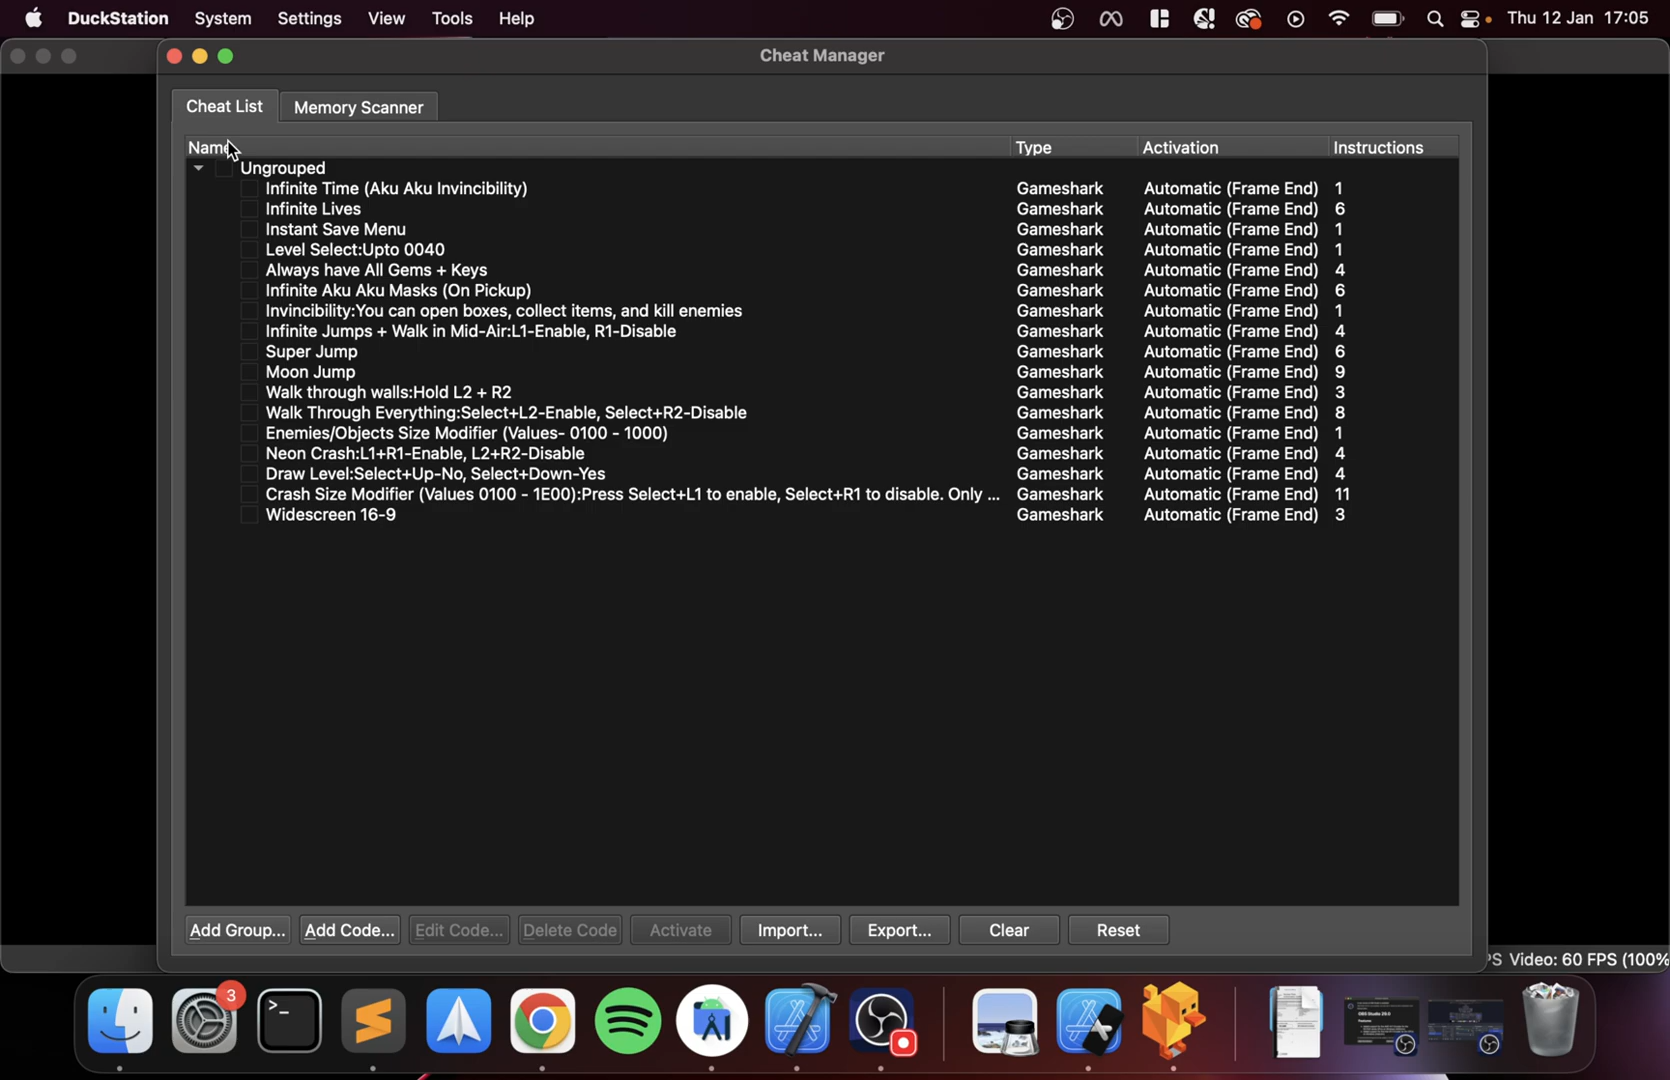 DuckStation System Settings View Tools Help Thu 12 Jan 17:05
Cheat Manager
Cheat List Memory Scanner
Name Type Activation Instructions
Ungrouped
Infinite Time (Aku Aku Invincibility) Gameshark Automatic (Frame End) 1
Infinite Lives Gameshark Automatic (Frame End) 6
Instant Save Menu Gameshark Automatic (Frame End) 1
Level Select:Upto 0040 Gameshark Automatic (Frame End) 1
Always have All Gems + Keys Gameshark Automatic (Frame End) 4
Infinite Aku Aku Masks (On Pickup) Gameshark Automatic (Frame End) 6
Invincibility:You can open boxes, collect items, and kill enemies Gameshark Automatic (Frame End) 1
Infinite Jumps + Walk in Mid-Air:L1-Enable, R1-Disable Gameshark Automatic (Frame End) 4
Super Jump Gameshark Automatic (Frame End) 6
Moon Jump Gameshark Automatic (Frame End) 9
Walk through walls:Hold L2 + R2 Gameshark Automatic (Frame End) 3
Walk Through Everything:Select+L2-Enable, Select+R2-Disable Gameshark Automatic (Frame End) 8
Enemies/Objects Size Modifier (Values- 0100 - 1000) Gameshark Automatic (Frame End) 1
Neon Crash:L1+R1-Enable, L2+R2-Disable Gameshark Automatic (Frame End) 4
Draw Level:Select+Up-No, Select+Down-Yes Gameshark Automatic (Frame End) 4
Crash Size Modifier (Values 0100 - 1E00):Press Select+L1 to enable, Select+R1 to disable. Only ... Gameshark Automatic (Frame End) 11
Widescreen 16-9 Gameshark Automatic (Frame End) 3
Add Group... Add Code... Edit Code... Delete Code Activate Import... Export... Clear Reset
PS Video: 60 FPS (100%
3